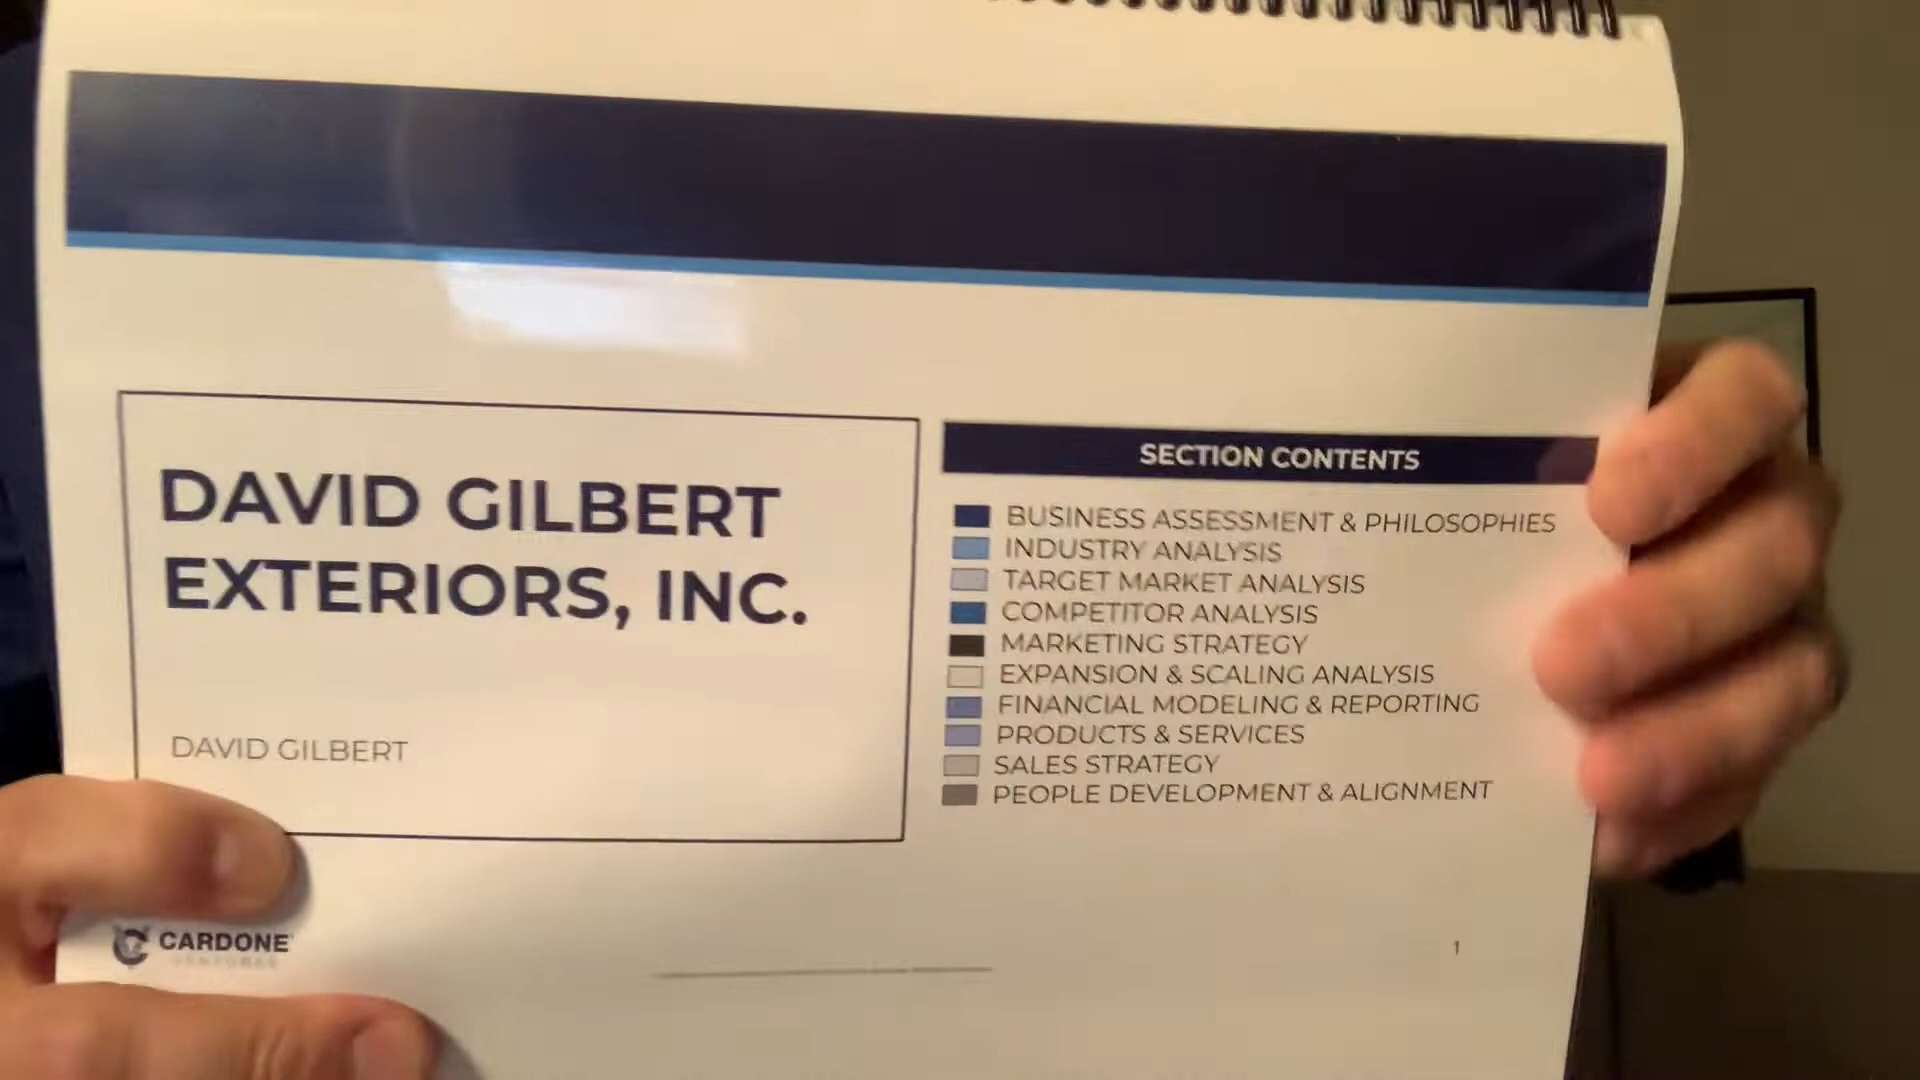 DAVID GILBERT
EXTERIORS, INC.
DAVID GILBERT
SECTION CONTENTS
BUSINESS ASSESSMENT & PHILOSOPHIES
INDUSTRY ANALYSIS
TARGET MARKET ANALYSIS
COMPETITOR ANALYSIS
MARKETING STRATEGY
EXPANSION & SCALING ANALYSIS
FINANCIAL MODELING & REPORTING
PRODUCTS & SERVICES
SALES STRATEGY
PEOPLE DEVELOPMENT & ALIGNMENT
CARDONE
VENTURES
1